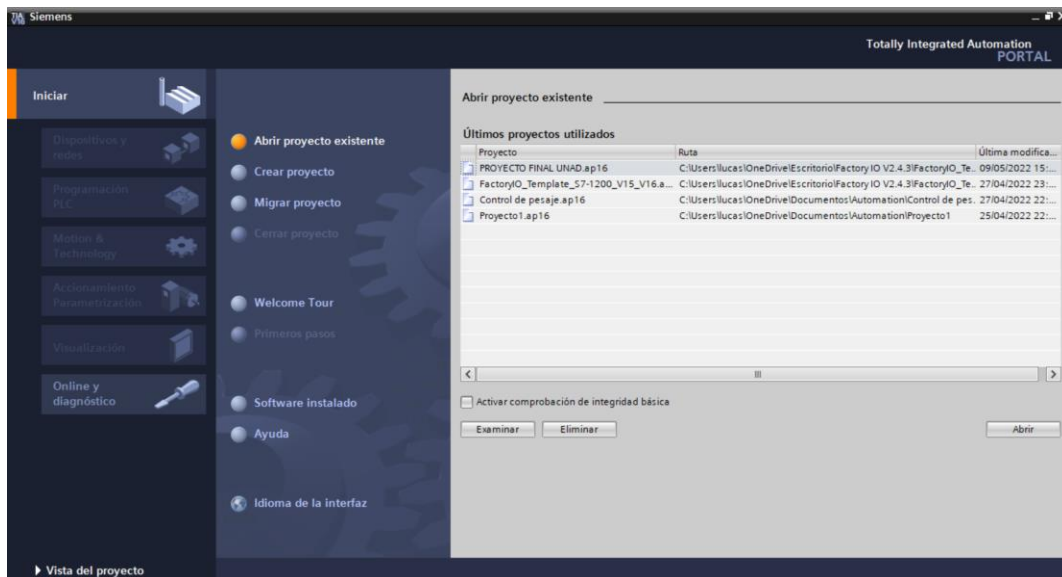 Siemens
Totally Integrated Automation
PORTAL
Iniciar
Dispositivos y
redes
Programación
PLC
Motion &
Technology
Accionamiento
Parametrización
Visualización
Online y
diagnóstico
Vista del proyecto
Abrir proyecto existente
Crear proyecto
Migrar proyecto
Cerrar proyecto
Welcome Tour
Primeros pasos
Software instalado
Ayuda
Idioma de la interfaz
Abrir proyecto existente
Últimos proyectos utilizados
Proyecto Ruta Última modifica...
PROYECTO FINAL UNAD.ap16 C:\Users\lucas\OneDrive\Escritorio\Factory IO V2.4.3\FactoryIO_Te.. 09/05/2022 15:...
FactoryIO_Template_S7-1200_V15_V16.a... C:\Users\lucas\OneDrive\Escritorio\Factory IO V2.4.3\FactoryIO_Te.. 27/04/2022 23:...
Control de pesaje.ap16 C:\Users\lucas\OneDrive\Documentos\Automation\Control de pes.. 27/04/2022 22:...
Proyecto1.ap16 C:\Users\lucas\OneDrive\Documentos\Automation\Proyecto1 25/04/2022 22:...
Activar comprobación de integridad básica
Examinar Eliminar Abrir